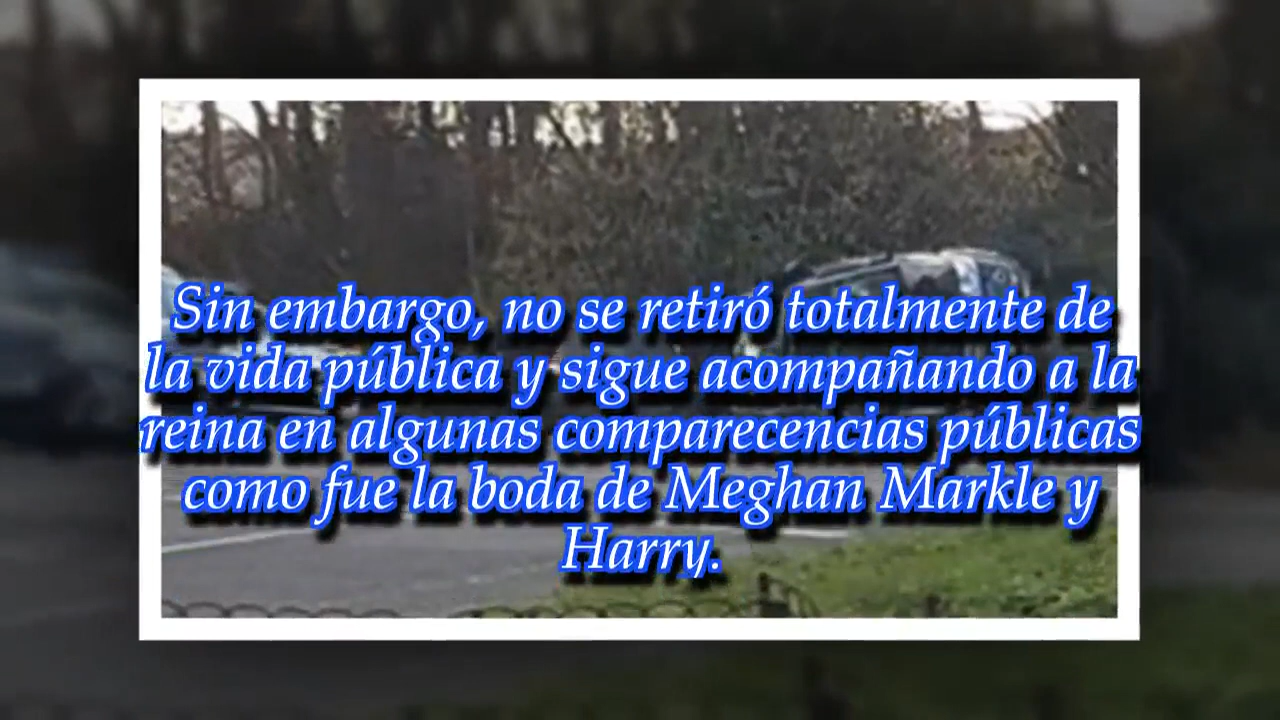 Sin embargo, no se retiró totalmente de
la vida pública y sigue acompañando a la
reina en algunas comparecencias públicas
como fue la boda de Meghan Markle y
Harry.